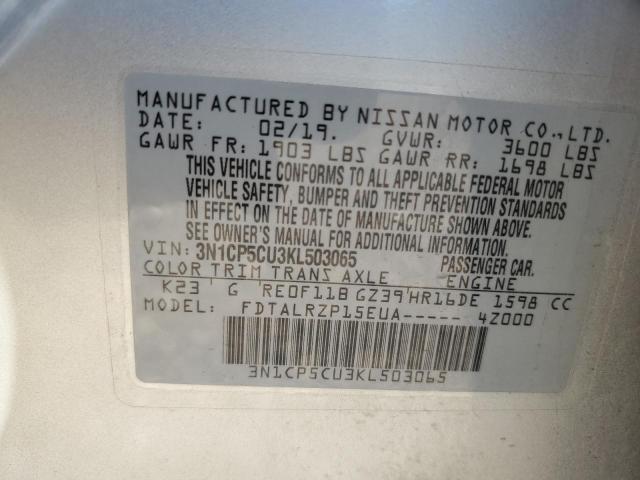 MANUFACTURED BY NISSAN MOTOR CO., LTD.
DATE: 02/19. GVWR: 3600 LBS
GAWR FR: 1903 LBS GAWR RR: 1698 LBS
THIS VEHICLE CONFORMS TO ALL APPLICABLE FEDERAL MOTOR
VEHICLE SAFETY, BUMPER AND THEFT PREVENTION STANDARDS
IN EFFECT ON THE DATE OF MANUFACTURE SHOWN ABOVE.
SEE OWNER'S MANUAL FOR ADDITIONAL INFORMATION.
VIN: 3N1CP5CU3KL503065 PASSENGER CAR.
COLOR TRIM TRANS AXLE ENGINE
K23 G RE0F11B GZ39 HR16DE 1598 CC
MODEL: FDTALRZP15EUA----- 4Z000
3N1CP5CU3KL503065